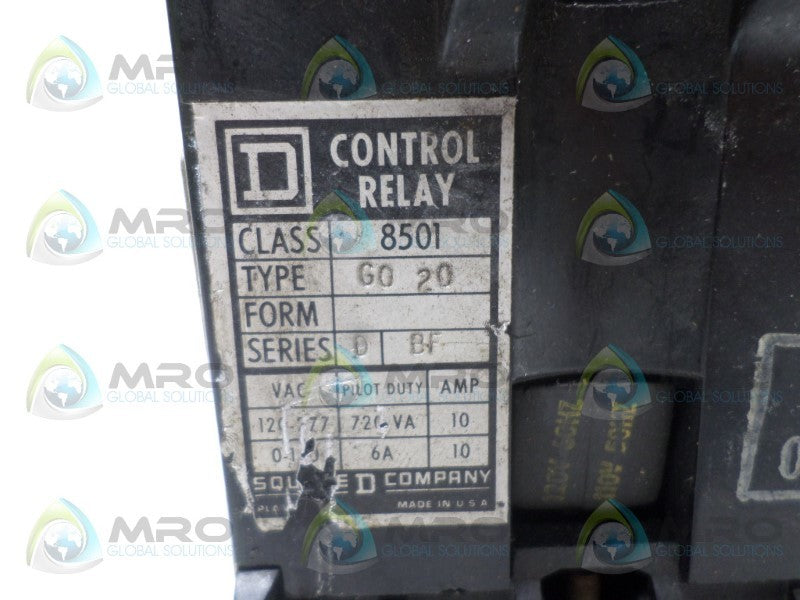 D CONTROL
RELAY
CLASS 8501
TYPE GO 20
FORM
SERIES D BF
VAC PILOT DUTY AMP
720 VA 10
6A 10
D COMPANY
MADE IN U S A
MRO
GLOBAL SOLUTIONS